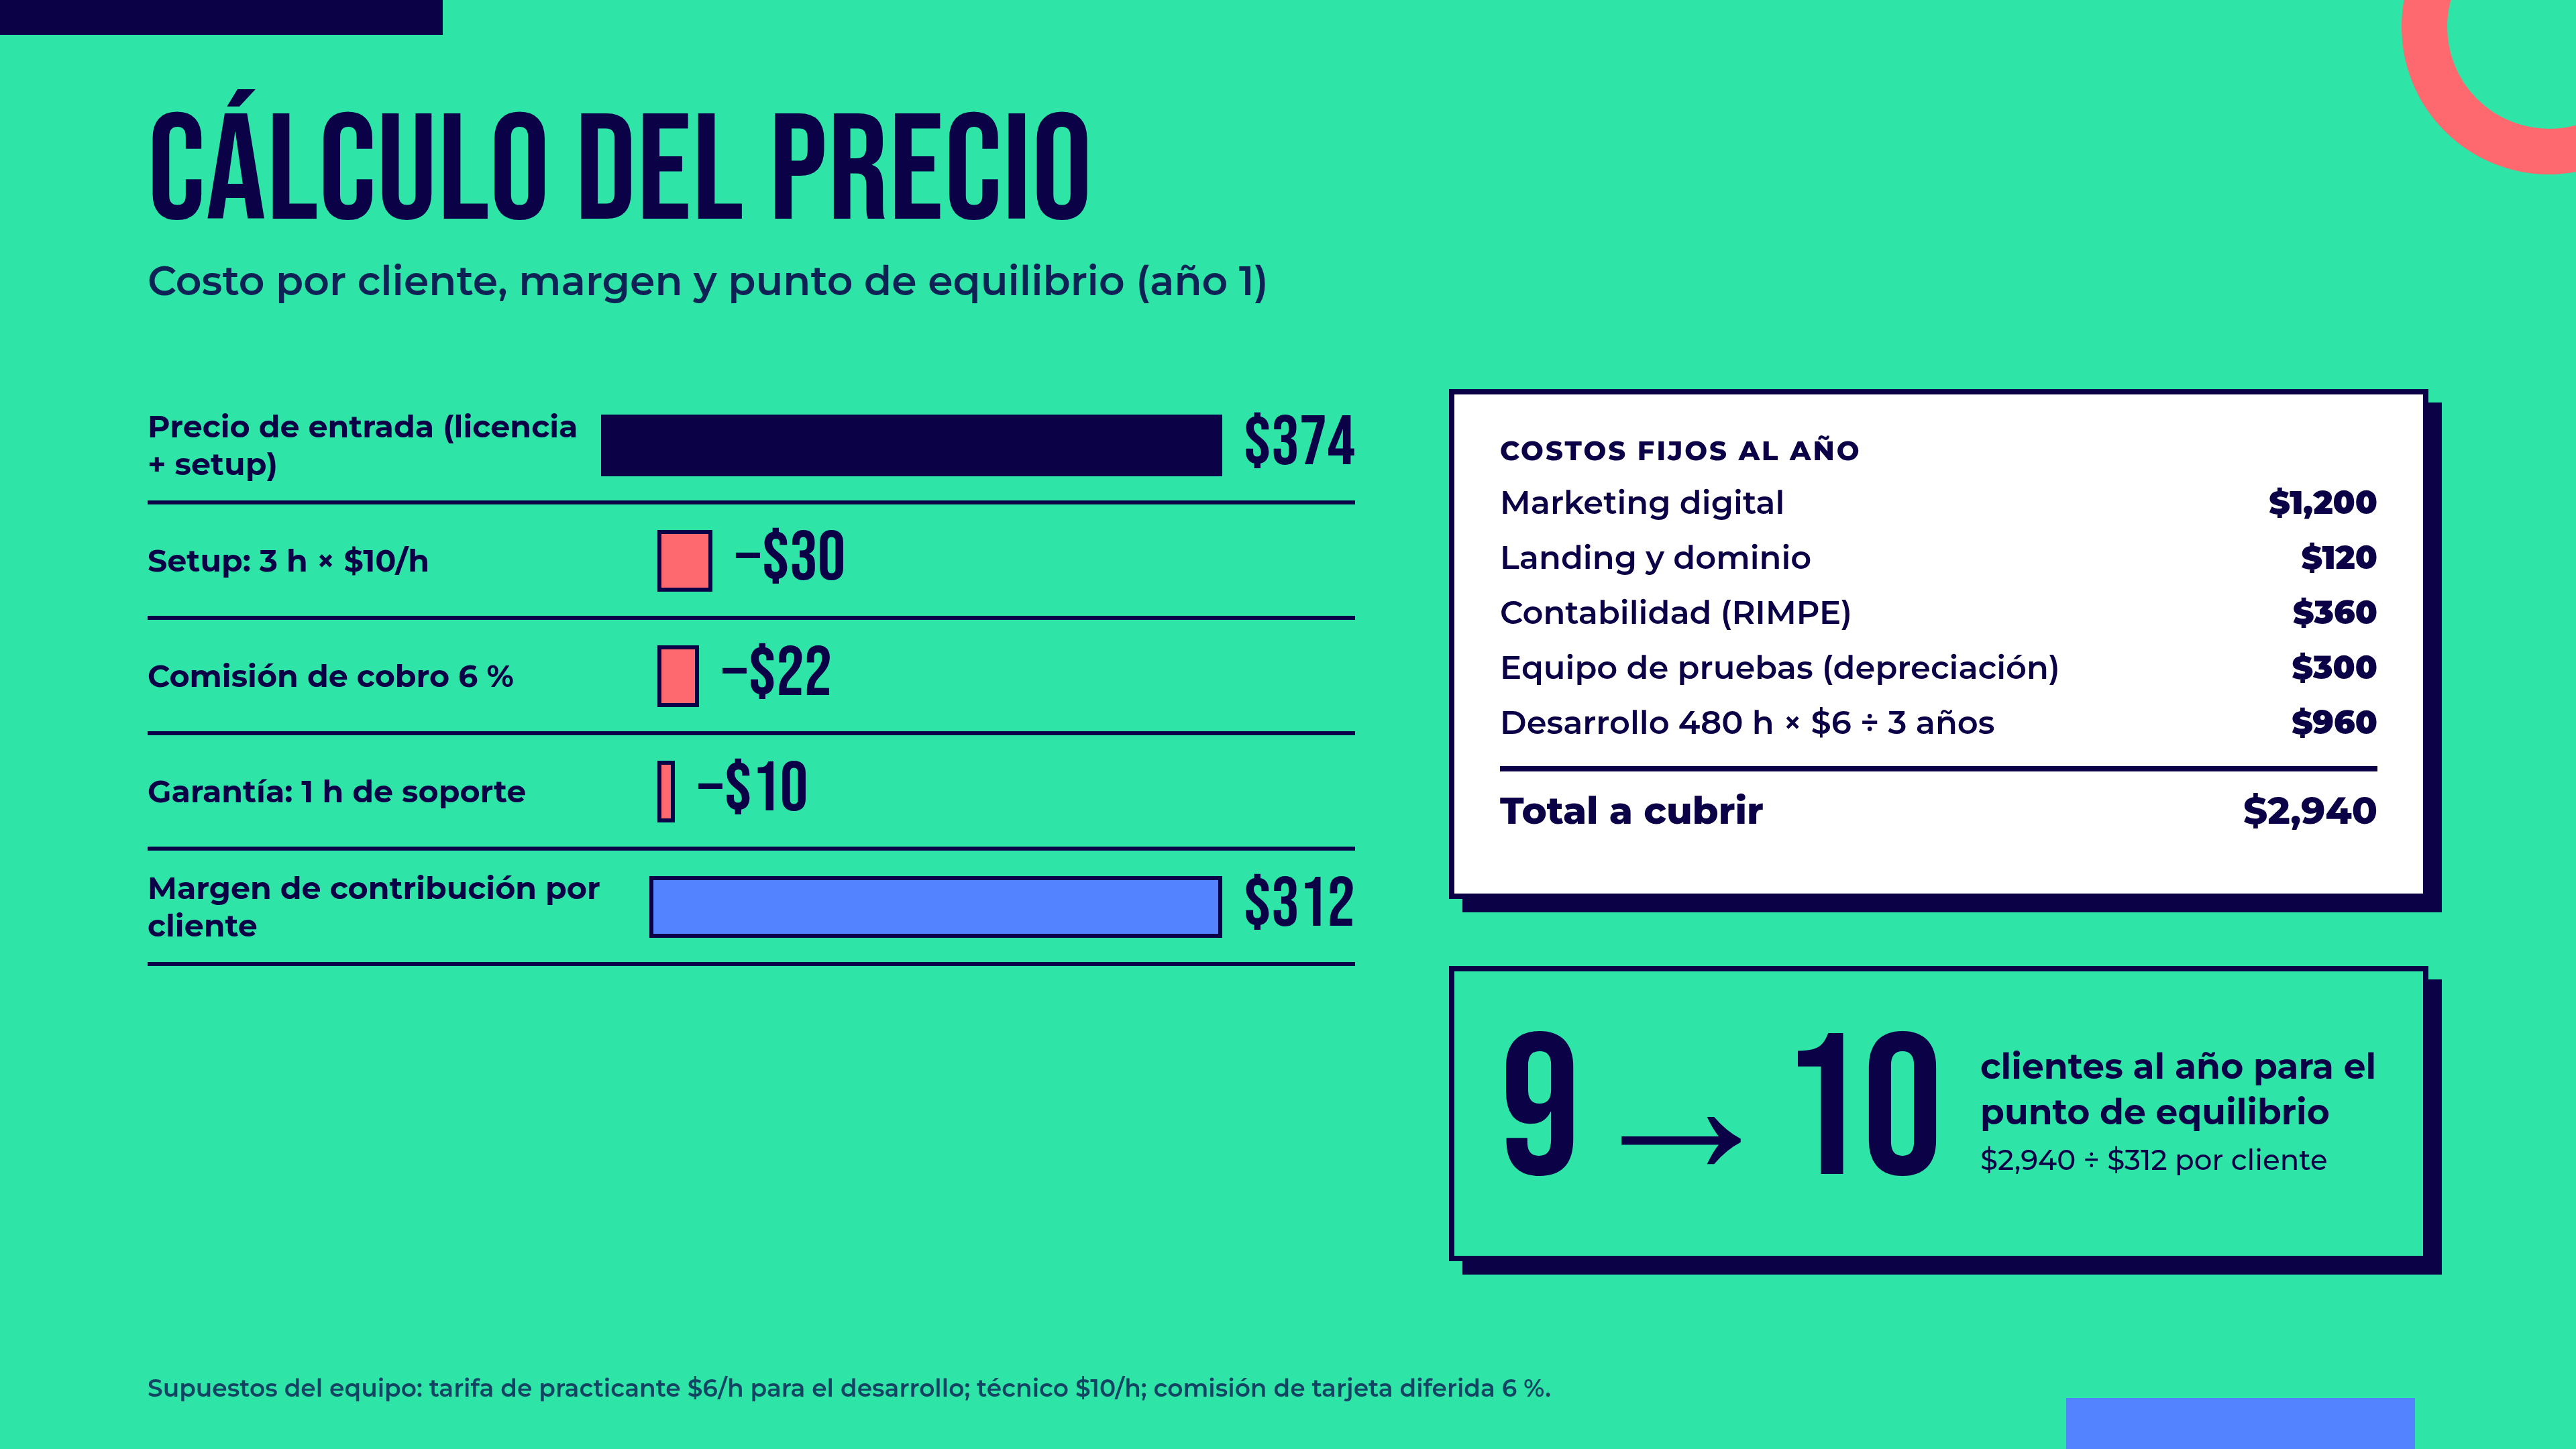 CÁLCULO DEL PRECIO
Costo por cliente, margen y punto de equilibrio (año 1)
Precio de entrada (licencia
+ setup)
$374
Setup: 3 h × $10/h
–$30
Comisión de cobro 6 %
–$22
Garantía: 1 h de soporte
–$10
Margen de contribución por
cliente
$312
COSTOS FIJOS AL AÑO
Marketing digital $1,200
Landing y dominio $120
Contabilidad (RIMPE) $360
Equipo de pruebas (depreciación) $300
Desarrollo 480 h × $6 ÷ 3 años $960
Total a cubrir $2,940
9 → 10
clientes al año para el
punto de equilibrio
$2,940 ÷ $312 por cliente
Supuestos del equipo: tarifa de practicante $6/h para el desarrollo; técnico $10/h; comisión de tarjeta diferida 6 %.